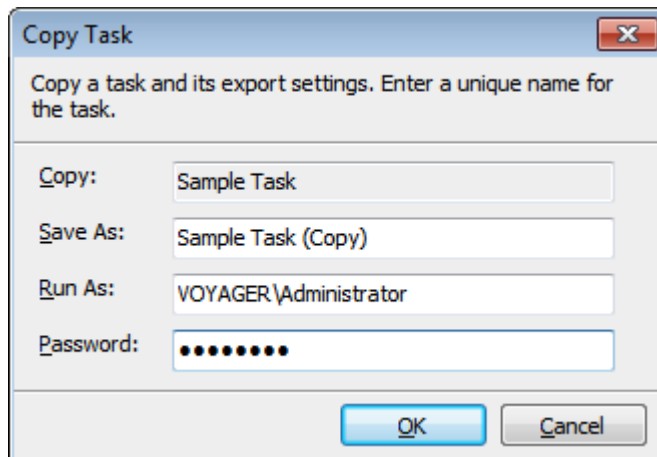 Copy Task
Copy a task and its export settings. Enter a unique name for
the task.
Copy: Sample Task
Save As: Sample Task (Copy)
Run As: VOYAGER\Administrator
Password: ●●●●●●●●
OK Cancel